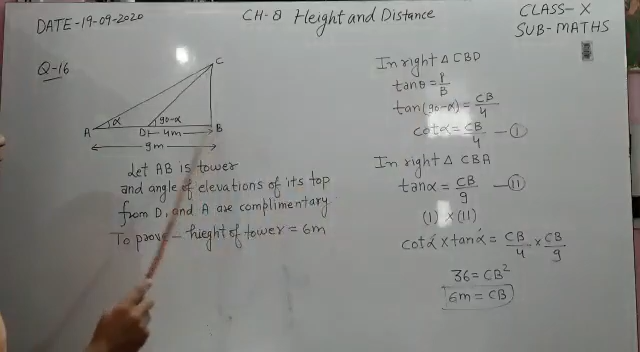 DATE-19-09-2020
CH-8 Height and Distance
CLASS-X
SUB-MATHS
Q-16
C
A α D 90-α B
4m
9m
Let AB is tower
and angle of elevations of its top
from D, and A are complimentary
To prove - hieght of tower = 6m
In right △ CBD
tanθ = P/B
tan(90-α) = CB/4
cotα = CB/4 - (I)
In right △ CBA
tanα = CB/9 - (II)
(I) × (II)
cotα × tanα = CB/4 × CB/9
36 = CB²
6m = CB